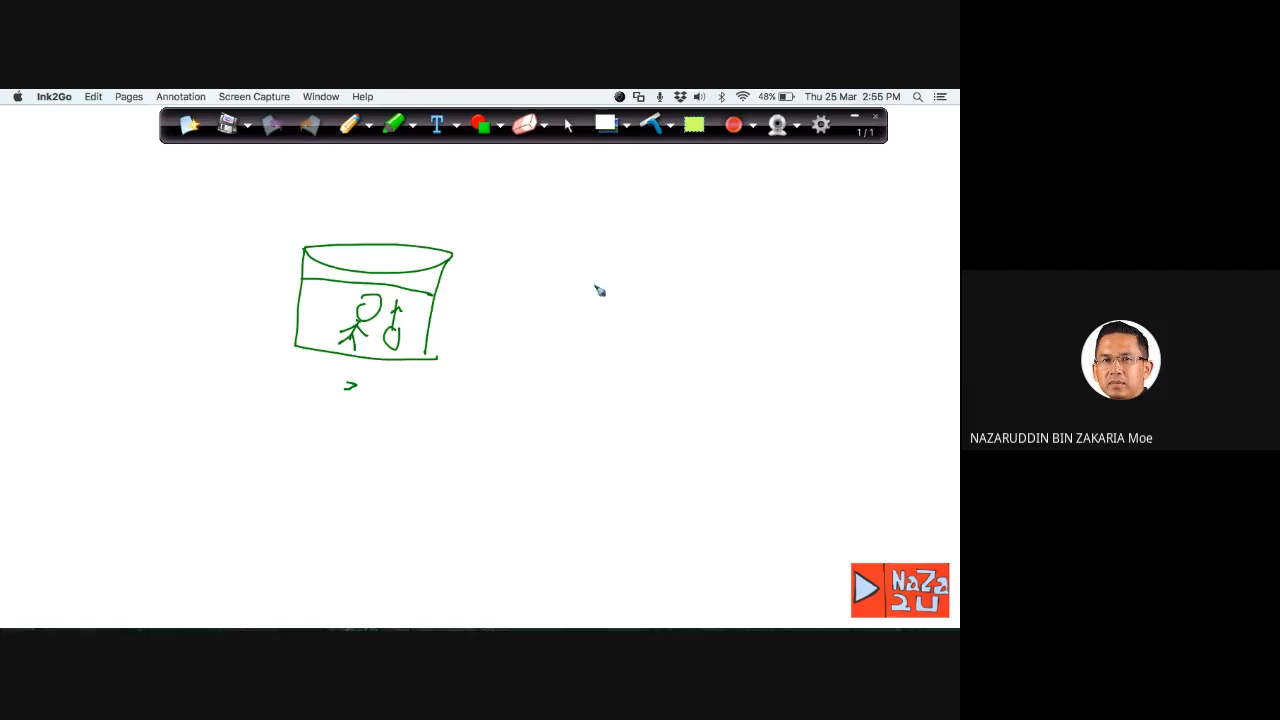 Ink2Go Edit Pages Annotation Screen Capture Window Help 48% Thu 25 Mar 2:55 PM
T
1/1
NAZARUDDIN BIN ZAKARIA Moe
NaZa
2U